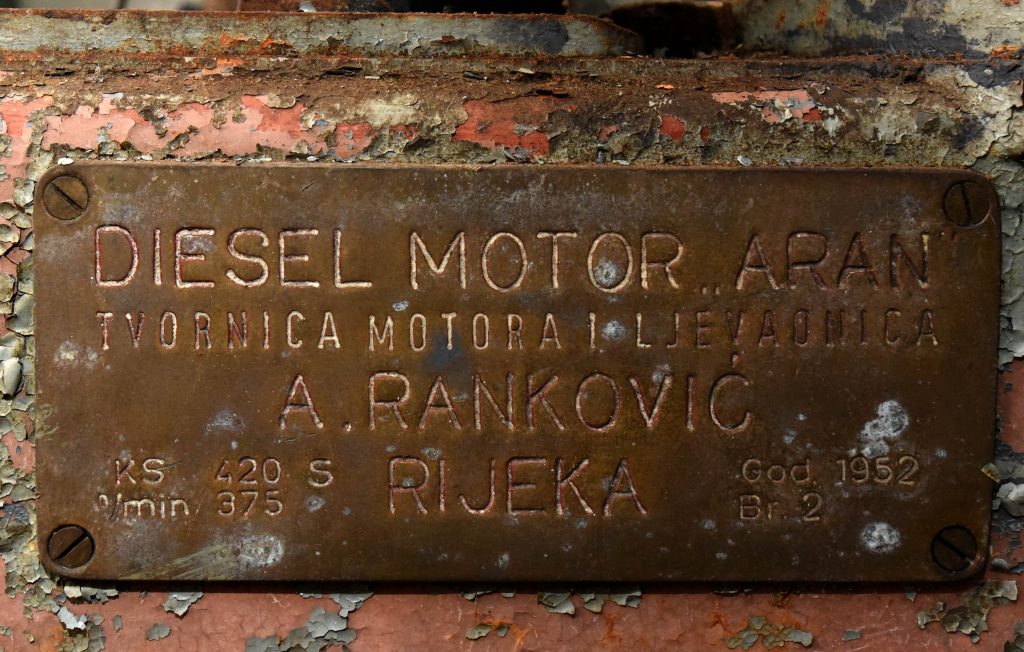 DIESEL MOTOR „ARAN"
TVORNICA MOTORA I LJEVAONICA
A. RANKOVIĆ
RIJEKA
KS 420 S
º/min 375
God. 1952
Br. 2